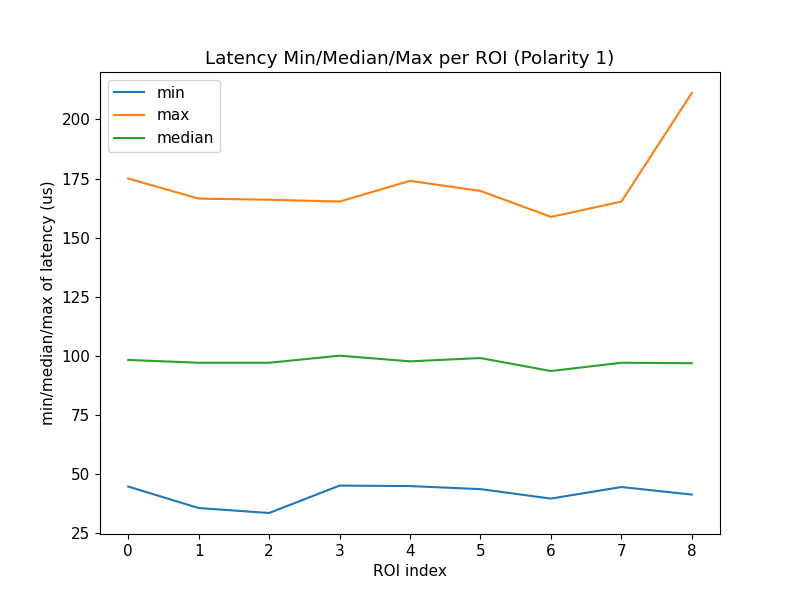 Latency Min/Median/Max per ROI (Polarity 1)
min
max
median
min/median/max of latency (us)
200
175
150
125
100
75
50
25
0 1 2 3 4 5 6 7 8
ROI index